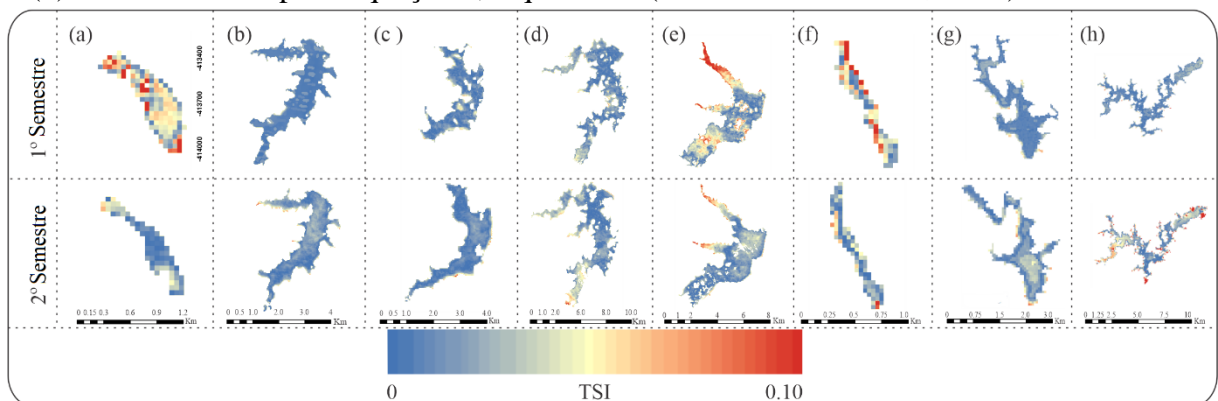 (a) (b) (c ) (d) (e) (f) (g) (h)
-413400
-413700
-414000
1º Semestre
2º Semestre
0 0.15 0.3 0.6 0.9 1.2
Km
0 0.5 1.0 2 3 4
Km
0 0.5 1.0 2.0 3.0 4.0
Km
0 1.0 2.0 6.0 8.0 10.0
Km
0 1 2 4 6 8
Km
0 0.25 0.5 1.0
Km
0 0.75 1.5 2.0 3.0
Km
0 1.25 2.5 5.0 7.5 10
Km
0 TSI 0.10